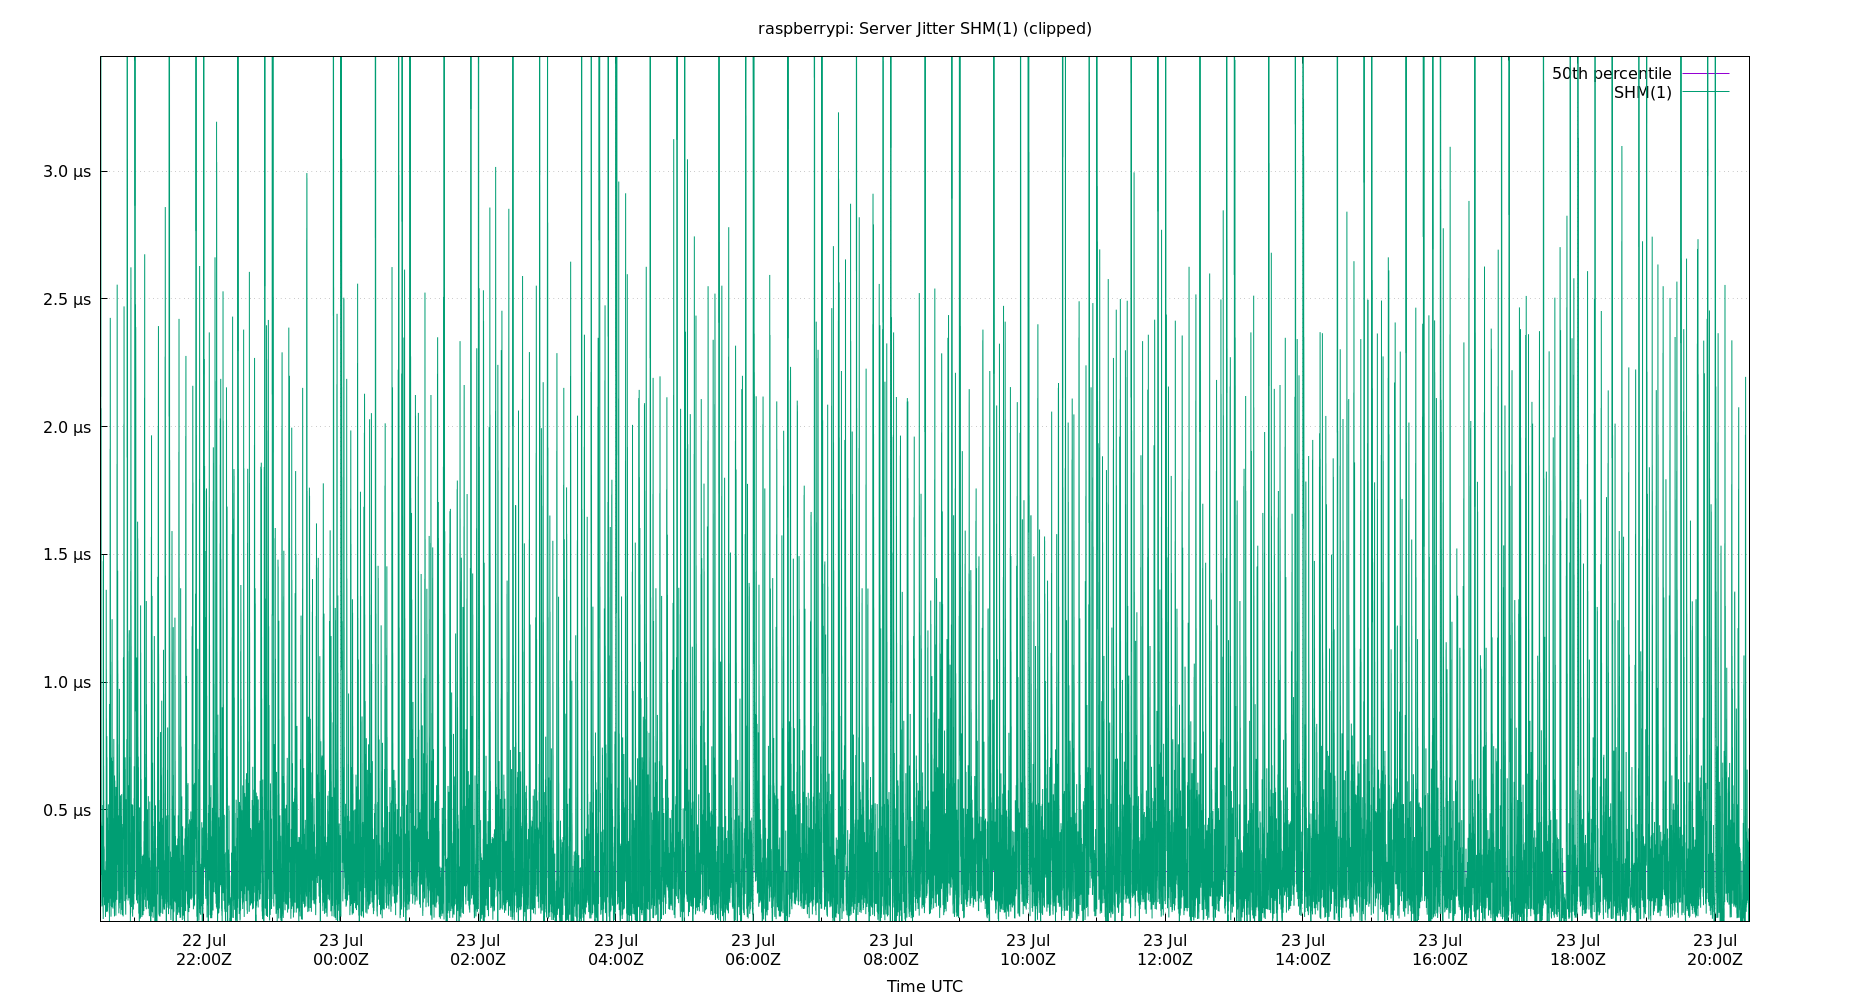 raspberrypi: Server Jitter SHM(1) (clipped)
50th percentile
SHM(1)
3.0 µs
2.5 µs
2.0 µs
1.5 µs
1.0 µs
0.5 µs
22 Jul 23 Jul 23 Jul 23 Jul 23 Jul 23 Jul 23 Jul 23 Jul 23 Jul 23 Jul 23 Jul 23 Jul
22:00Z 00:00Z 02:00Z 04:00Z 06:00Z 08:00Z 10:00Z 12:00Z 14:00Z 16:00Z 18:00Z 20:00Z
Time UTC